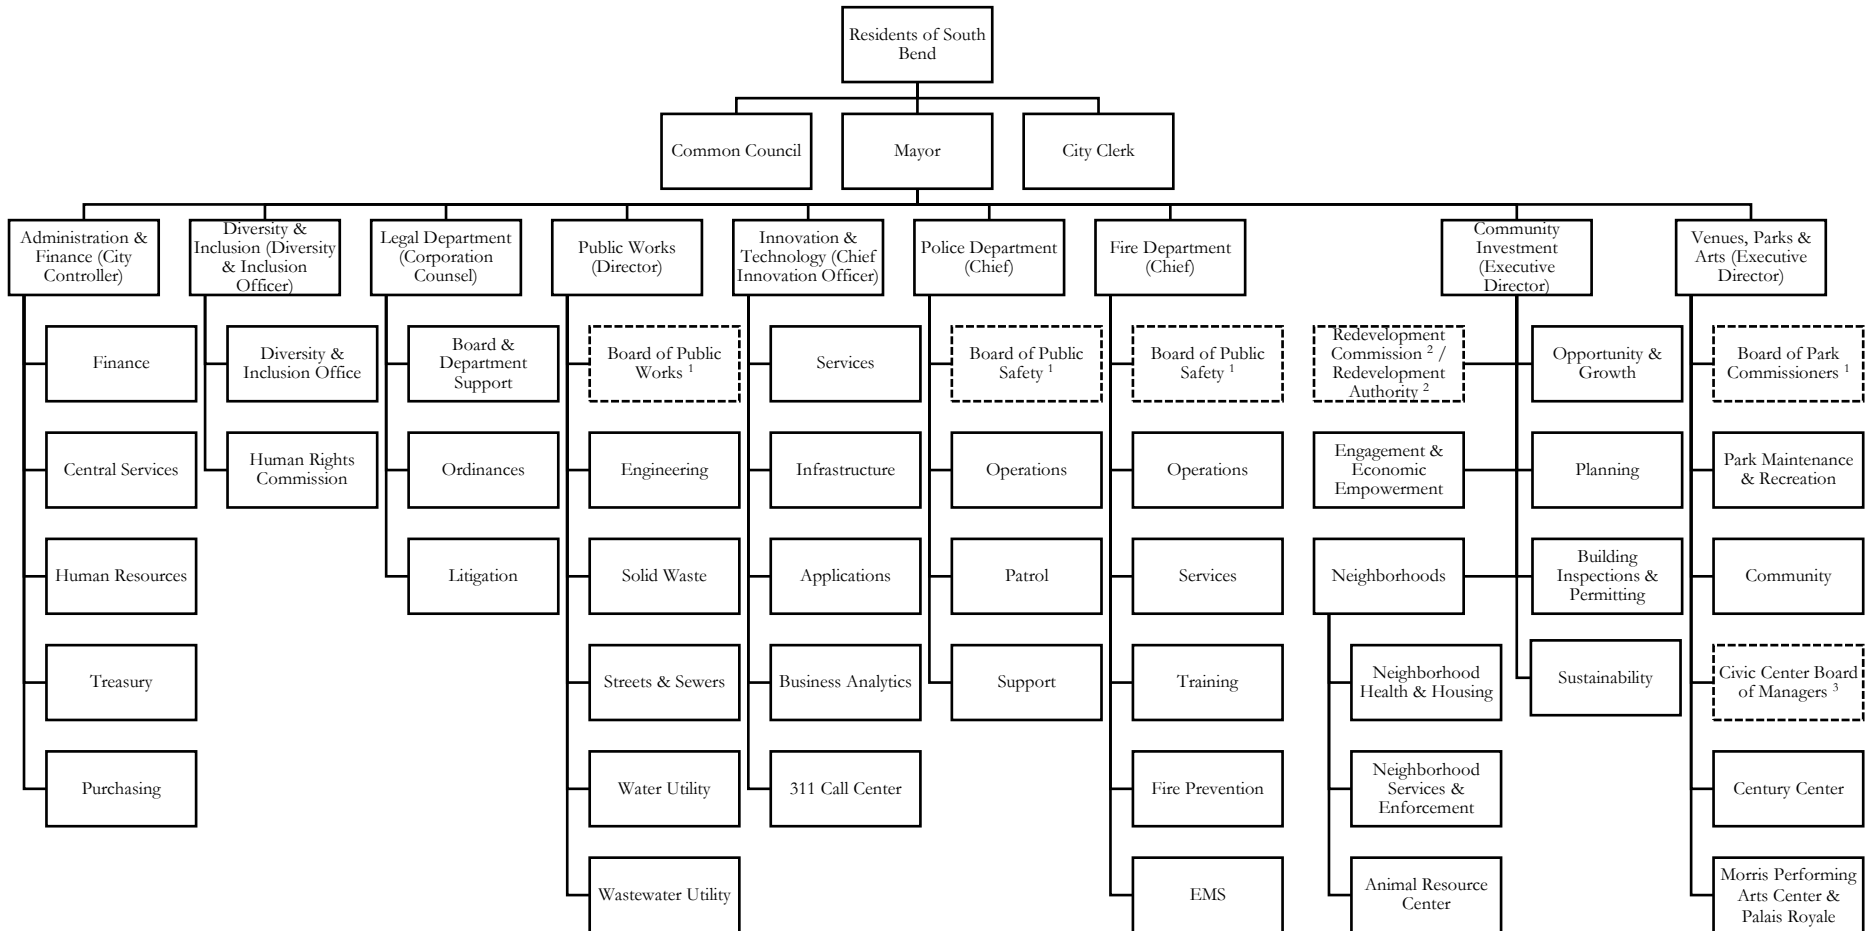 Residents of South
Bend
Common Council
Mayor
City Clerk
Administration &
Finance (City
Controller)
Diversity &
Inclusion (Diversity
& Inclusion
Officer)
Legal Department
(Corporation
Counsel)
Public Works
(Director)
Innovation &
Technology (Chief
Innovation Officer)
Police Department
(Chief)
Fire Department
(Chief)
Community
Investment
(Executive
Director)
Venues, Parks &
Arts (Executive
Director)
Finance
Central Services
Human Resources
Treasury
Purchasing
Diversity &
Inclusion Office
Human Rights
Commission
Board &
Department
Support
Ordinances
Litigation
Board of Public
Works 1
Engineering
Solid Waste
Streets & Sewers
Water Utility
Wastewater Utility
Services
Infrastructure
Applications
Business Analytics
311 Call Center
Board of Public
Safety 1
Operations
Patrol
Support
Board of Public
Safety 1
Operations
Services
Training
Fire Prevention
EMS
Redevelopment
Commission 2 /
Redevelopment
Authority 2
Engagement &
Economic
Empowerment
Neighborhoods
Neighborhood
Health & Housing
Neighborhood
Services &
Enforcement
Animal Resource
Center
Opportunity &
Growth
Planning
Building
Inspections &
Permitting
Sustainability
Board of Park
Commissioners 1
Park Maintenance
& Recreation
Community
Civic Center Board
of Managers 3
Century Center
Morris Performing
Arts Center &
Palais Royale